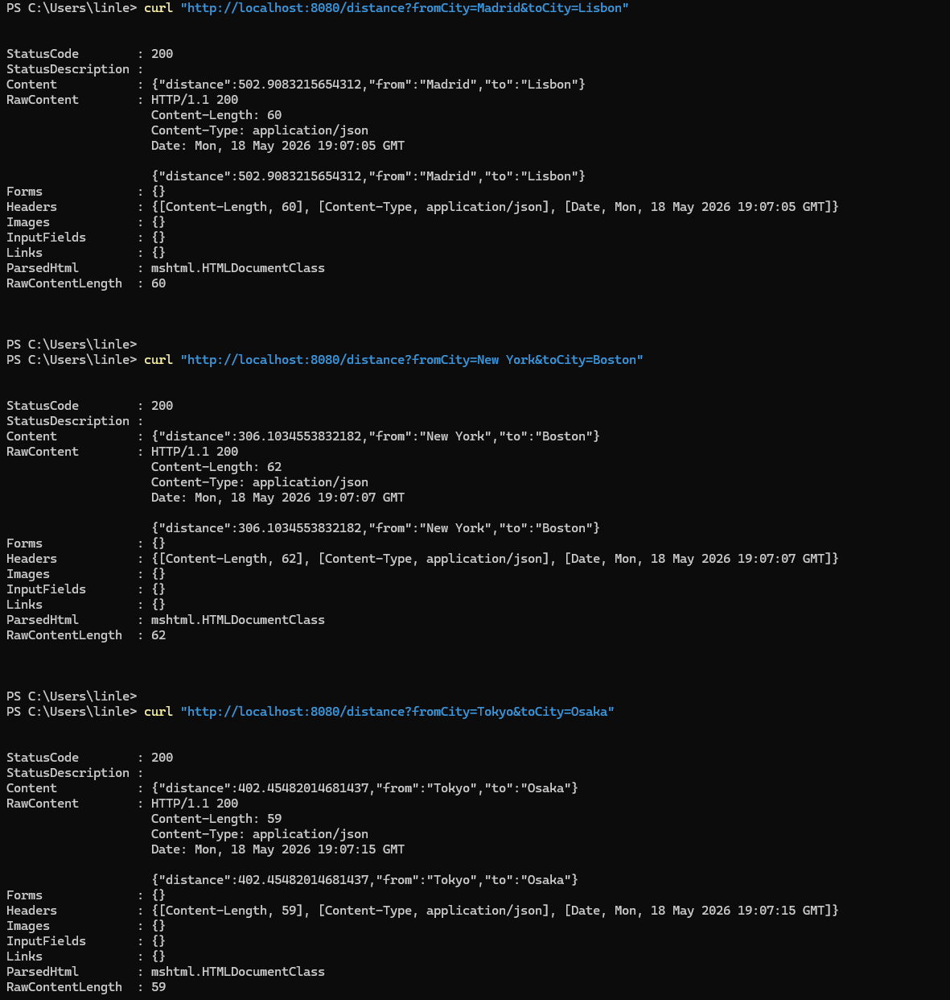 PS C:\Users\linle> curl "http://localhost:8080/distance?fromCity=Madrid&toCity=Lisbon"
StatusCode        : 200
StatusDescription :
Content           : {"distance":502.9083215654312,"from":"Madrid","to":"Lisbon"}
RawContent        : HTTP/1.1 200
                    Content-Length: 60
                    Content-Type: application/json
                    Date: Mon, 18 May 2026 19:07:05 GMT
                    {"distance":502.9083215654312,"from":"Madrid","to":"Lisbon"}
Forms             : {}
Headers           : {[Content-Length, 60], [Content-Type, application/json], [Date, Mon, 18 May 2026 19:07:05 GMT]}
Images            : {}
InputFields       : {}
Links             : {}
ParsedHtml        : mshtml.HTMLDocumentClass
RawContentLength  : 60
PS C:\Users\linle>
PS C:\Users\linle> curl "http://localhost:8080/distance?fromCity=New York&toCity=Boston"
StatusCode        : 200
StatusDescription :
Content           : {"distance":306.1034553832182,"from":"New York","to":"Boston"}
RawContent        : HTTP/1.1 200
                    Content-Length: 62
                    Content-Type: application/json
                    Date: Mon, 18 May 2026 19:07:07 GMT
                    {"distance":306.1034553832182,"from":"New York","to":"Boston"}
Forms             : {}
Headers           : {[Content-Length, 62], [Content-Type, application/json], [Date, Mon, 18 May 2026 19:07:07 GMT]}
Images            : {}
InputFields       : {}
Links             : {}
ParsedHtml        : mshtml.HTMLDocumentClass
RawContentLength  : 62
PS C:\Users\linle>
PS C:\Users\linle> curl "http://localhost:8080/distance?fromCity=Tokyo&toCity=Osaka"
StatusCode        : 200
StatusDescription :
Content           : {"distance":402.45482014681437,"from":"Tokyo","to":"Osaka"}
RawContent        : HTTP/1.1 200
                    Content-Length: 59
                    Content-Type: application/json
                    Date: Mon, 18 May 2026 19:07:15 GMT
                    {"distance":402.45482014681437,"from":"Tokyo","to":"Osaka"}
Forms             : {}
Headers           : {[Content-Length, 59], [Content-Type, application/json], [Date, Mon, 18 May 2026 19:07:15 GMT]}
Images            : {}
InputFields       : {}
Links             : {}
ParsedHtml        : mshtml.HTMLDocumentClass
RawContentLength  : 59